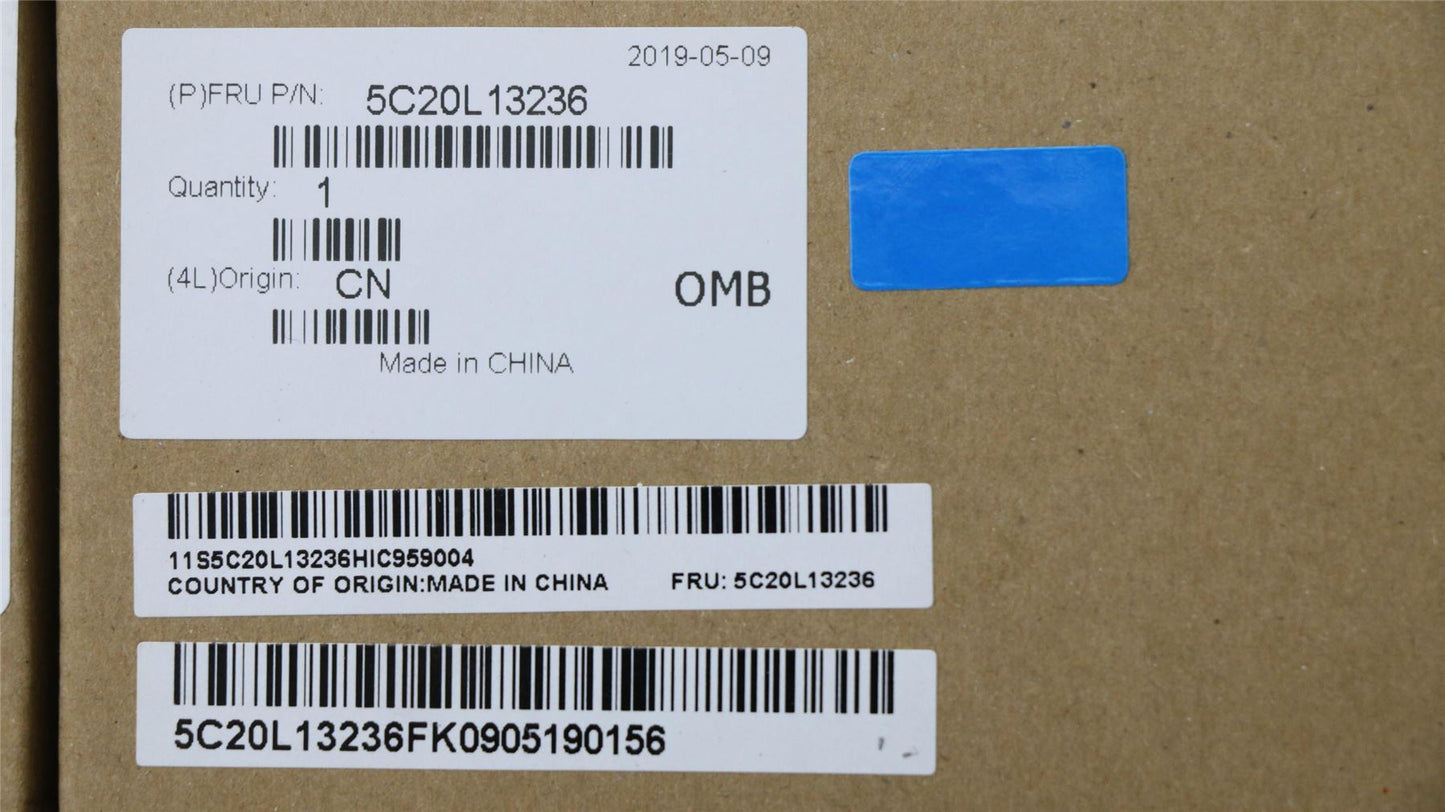 2019-05-09
(P)FRU P/N: 5C20L13236
Quantity: 1
(4L)Origin: CN
OMB
Made in CHINA
11S5C20L13236HIC959004
COUNTRY OF ORIGIN:MADE IN CHINA FRU: 5C20L13236
5C20L13236FK0905190156